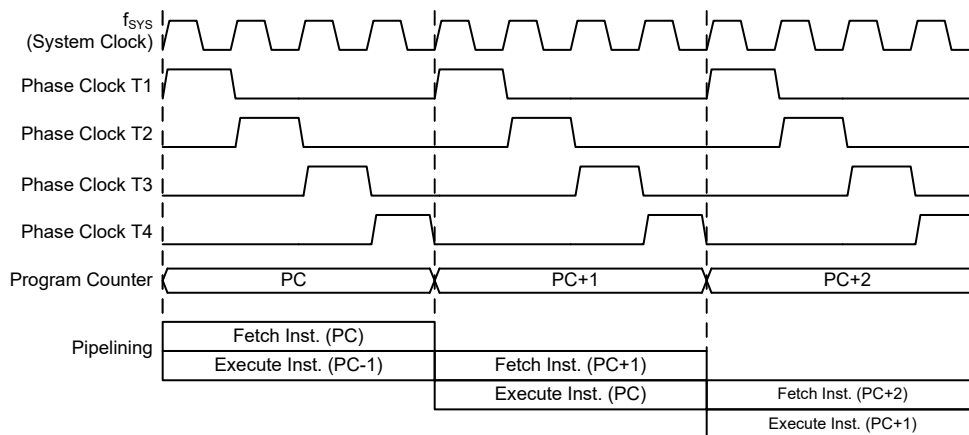 fSYS
(System Clock)
Phase Clock T1
Phase Clock T2
Phase Clock T3
Phase Clock T4
Program Counter PC PC+1 PC+2
Pipelining
Fetch Inst. (PC)
Execute Inst. (PC-1) Fetch Inst. (PC+1)
Execute Inst. (PC) Fetch Inst. (PC+2)
Execute Inst. (PC+1)